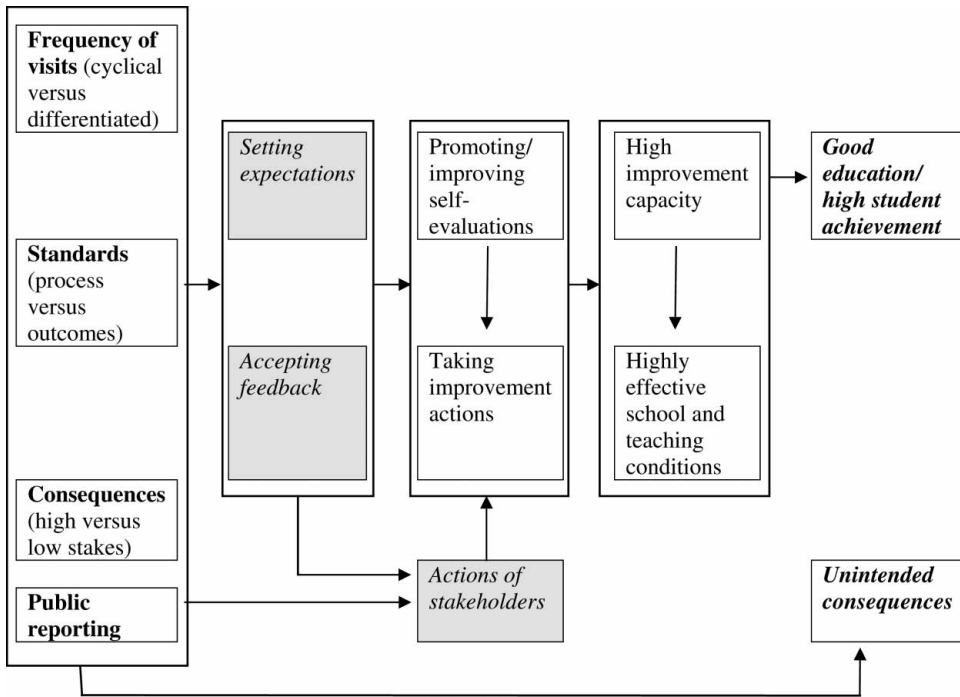 Frequency of
visits (cyclical
versus
differentiated)
Standards
(process
versus
outcomes)
Consequences
(high versus
low stakes)
Public
reporting
Setting
expectations
Accepting
feedback
Promoting/
improving
self-
evaluations
Taking
improvement
actions
Actions of
stakeholders
High
improvement
capacity
Highly
effective
school and
teaching
conditions
Good
education/
high student
achievement
Unintended
consequences